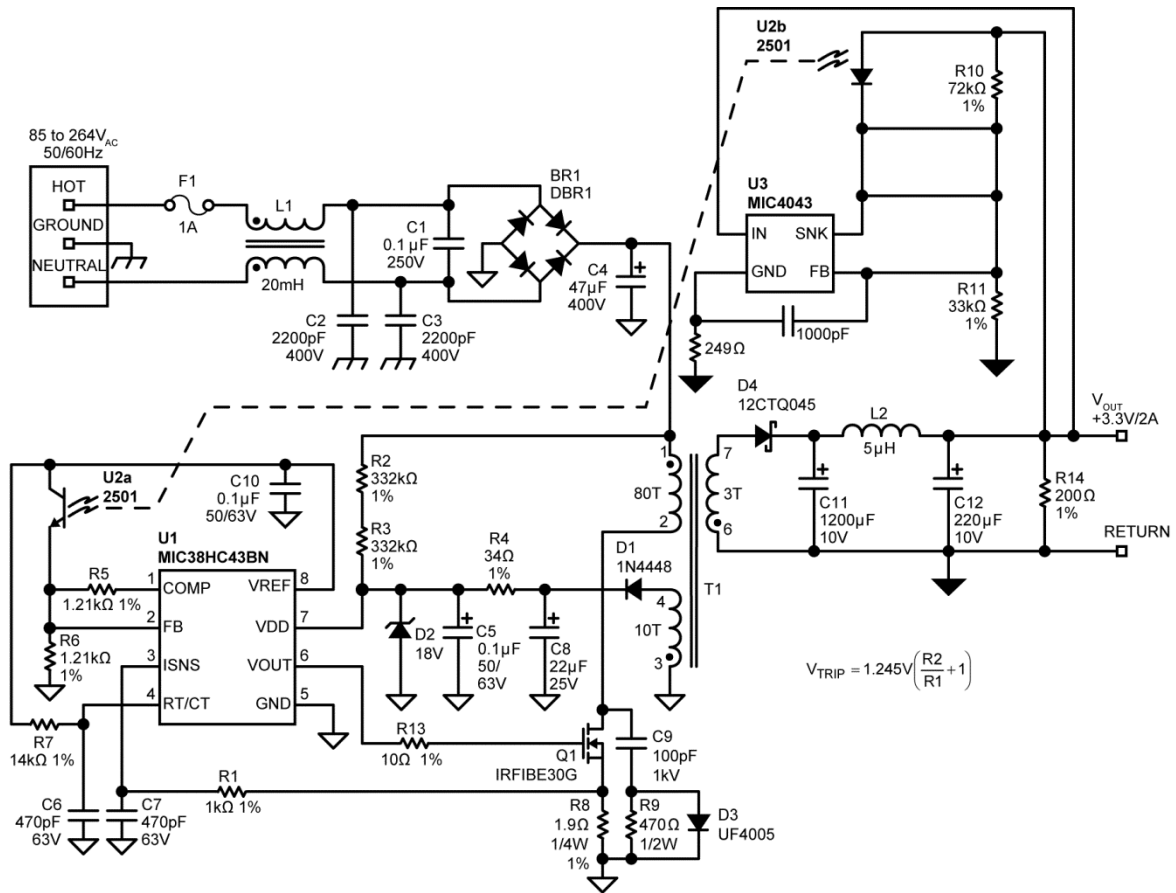 U2b
2501
R10
72kΩ
1%
85 to 264VAC
50/60Hz
HOT
GROUND
NEUTRAL
F1
1A
L1
20mH
C1
0.1µF
250V
BR1
DBR1
C2
2200pF
400V
C3
2200pF
400V
C4
47µF
400V
U3
MIC4043
IN
SNK
GND
FB
1000pF
249Ω
R11
33kΩ
1%
D4
12CTQ045
L2
5µH
VOUT
+3.3V/2A
7
3T
6
C11
1200µF
10V
C12
220µF
10V
R14
200Ω
1%
RETURN
1
80T
2
T1
U2a
2501
C10
0.1µF
50/63V
R2
332kΩ
1%
R3
332kΩ
1%
R4
34Ω
1%
D1
1N4448
4
10T
3
U1
MIC38HC43BN
R5
1.21kΩ 1%
R6
1.21kΩ
1%
1
COMP
VREF
8
2
FB
VDD
7
3
ISNS
VOUT
6
4
RT/CT
GND
5
D2
18V
C5
0.1µF
50/
63V
C8
22µF
25V
VTRIP = 1.245V(R2/R1 + 1)
R7
14kΩ 1%
R13
10Ω 1%
Q1
IRFIBE30G
C9
100pF
1kV
R1
1kΩ 1%
C6
470pF
63V
C7
470pF
63V
R8
1.9Ω
1/4W
1%
R9
470Ω
1/2W
D3
UF4005